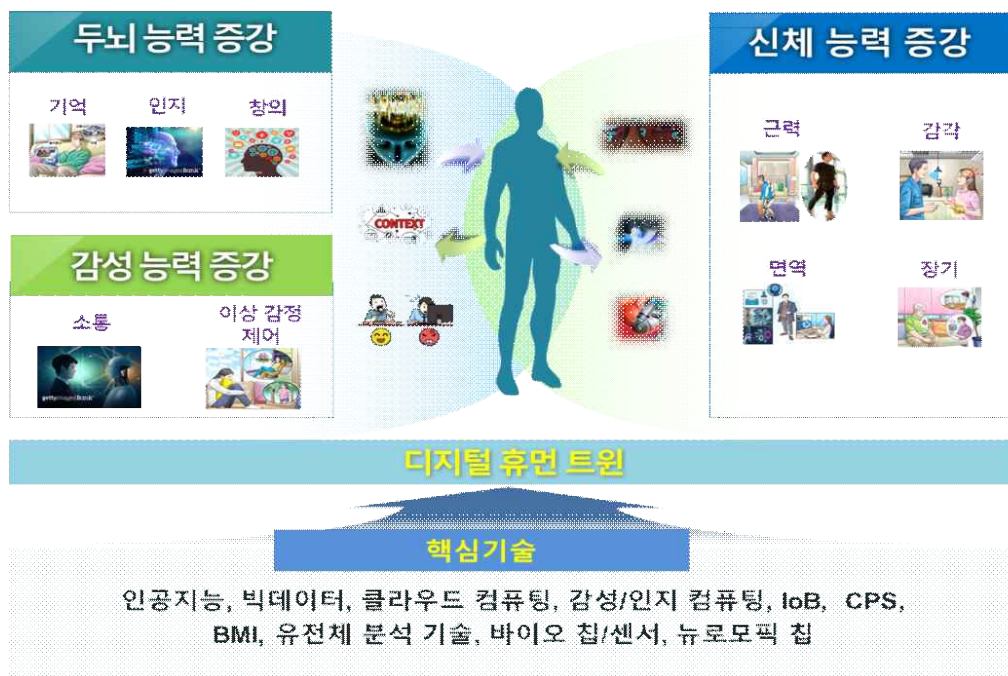 두뇌 능력 증강
기억
인지
창의
gettyimagesBank
감성 능력 증강
소통
이상 감정
제어
gettyimagesBank
CONTEXT
신체 능력 증강
근력
감각
면역
장기
디지털 휴먼 트윈
핵심기술
인공지능, 빅데이터, 클라우드 컴퓨팅, 감성/인지 컴퓨팅, IoB, CPS,
BMI, 유전체 분석 기술, 바이오 칩/센서, 뉴로모픽 칩